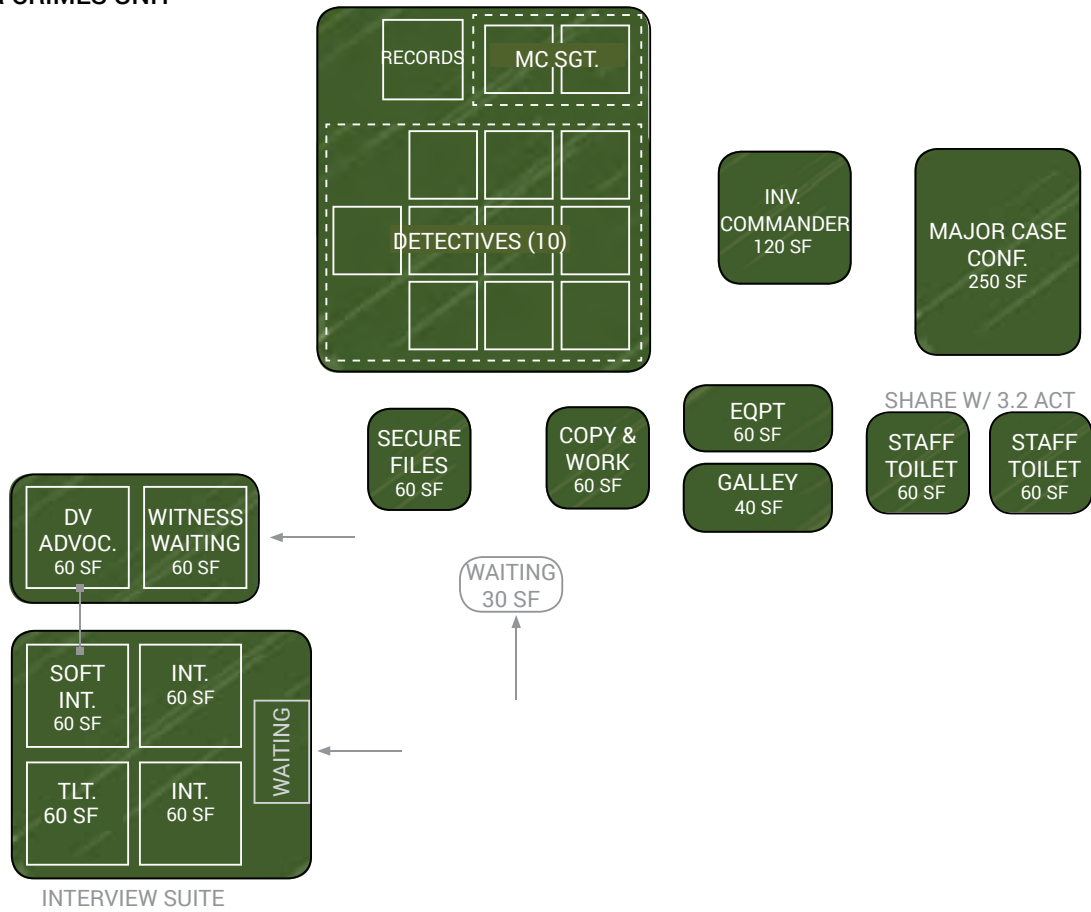 CRIMES UNIT
RECORDS
MC SGT.
DETECTIVES (10)
INV.
COMMANDER
120 SF
MAJOR CASE
CONF.
250 SF
SECURE
FILES
60 SF
COPY &
WORK
60 SF
EQPT
60 SF
GALLEY
40 SF
SHARE W/ 3.2 ACT
STAFF
TOILET
60 SF
STAFF
TOILET
60 SF
DV
ADVOC.
60 SF
WITNESS
WAITING
60 SF
WAITING
30 SF
SOFT
INT.
60 SF
INT.
60 SF
WAITING
TLT.
60 SF
INT.
60 SF
INTERVIEW SUITE